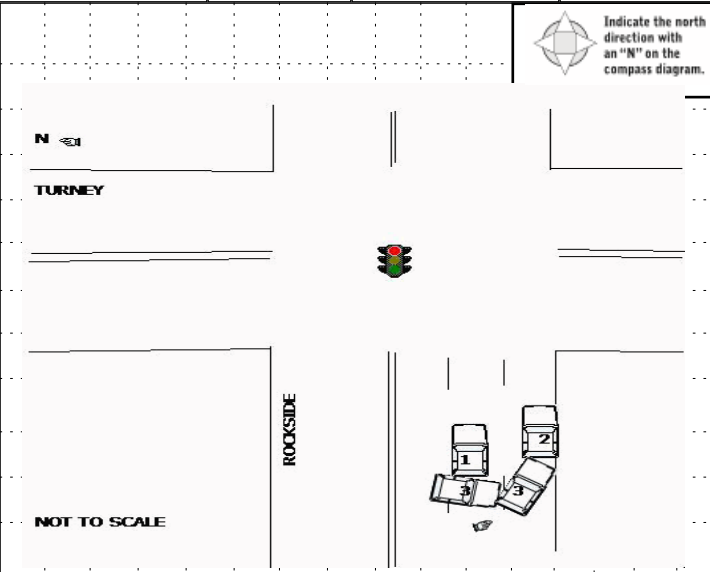 Indicate the north
direction with
an “N” on the
compass diagram.
N
TURNEY
ROCKSIDE
1
2
3
3
NOT TO SCALE